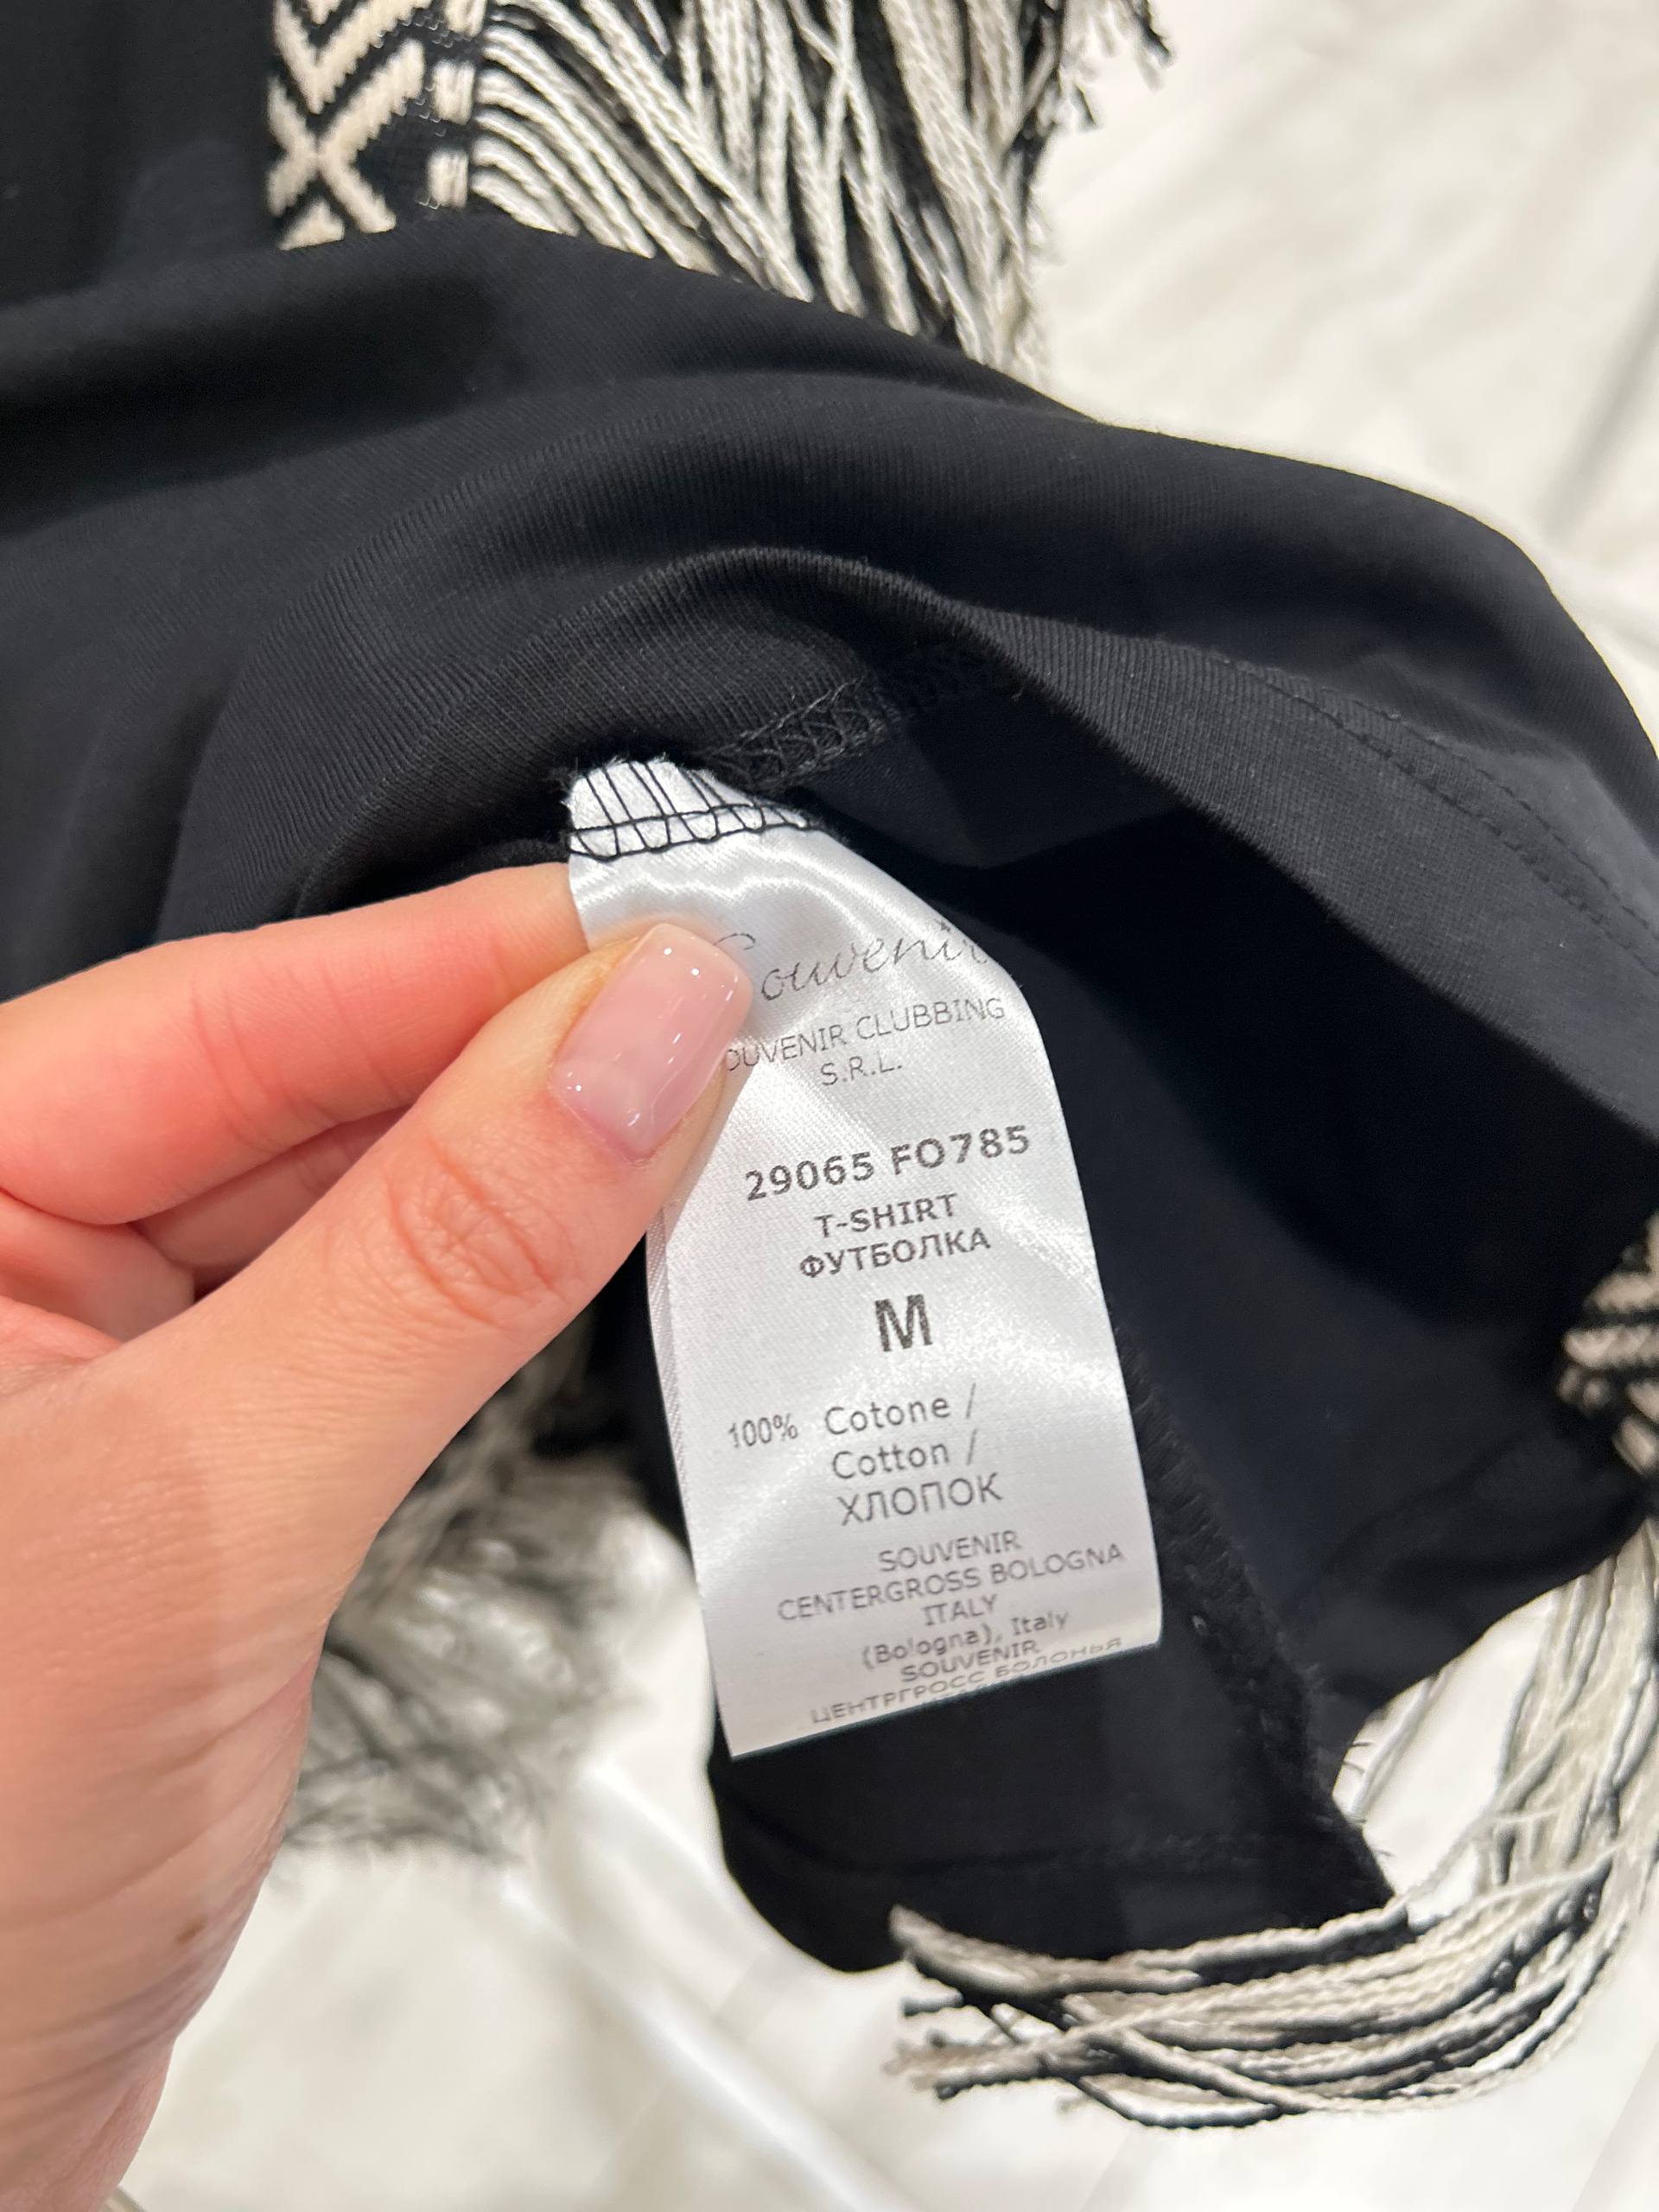 Souvenir
SOUVENIR CLUBBING
S.R.L.
29065 FO785
T-SHIRT
ФУТБОЛКА
M
100% Cotone /
Cotton /
ХЛОПОК
SOUVENIR
CENTERGROSS BOLOGNA
ITALY
(Bologna), Italy
SOUVENIR
ЦЕНТРГРОСС БОЛОНЬЯ